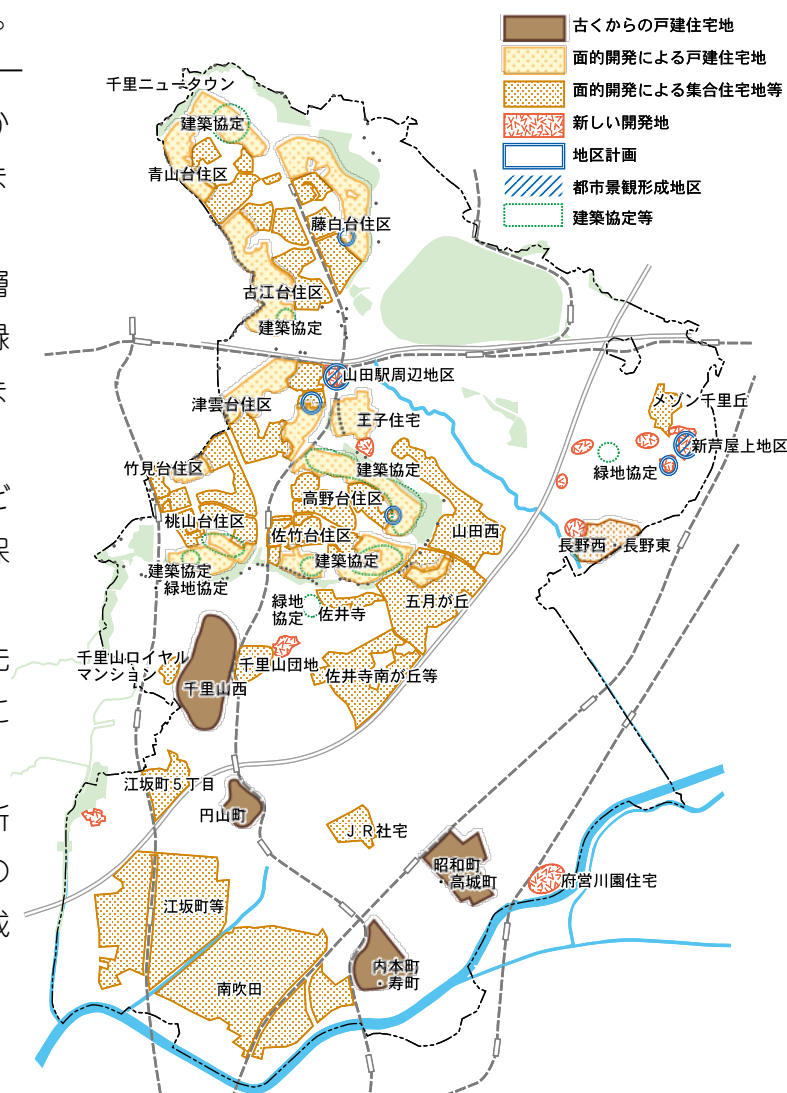 古くからの戸建住宅地
面的開発による戸建住宅地
面的開発による集合住宅地等
新しい開発地
地区計画
都市景観形成地区
建築協定等
千里ニュータウン
建築協定
青山台住区
藤白台住区
古江台住区
建築協定
山田駅周辺地区
津雲台住区
王子住宅
メゾン千里丘
新芦屋上地区
緑地協定
竹見台住区
建築協定
高野台住区
桃山台住区
佐竹台住区
山田西
長野西・長野東
建築協定
建築協定
緑地協定
緑地
協定
佐井寺
五月が丘
千里山ロイヤル
マンション
千里山団地
千里山西
佐井寺南が丘等
江坂町5丁目
円山町
JR社宅
昭和町
・高城町
府営川園住宅
江坂町等
内本町
・寿町
南吹田